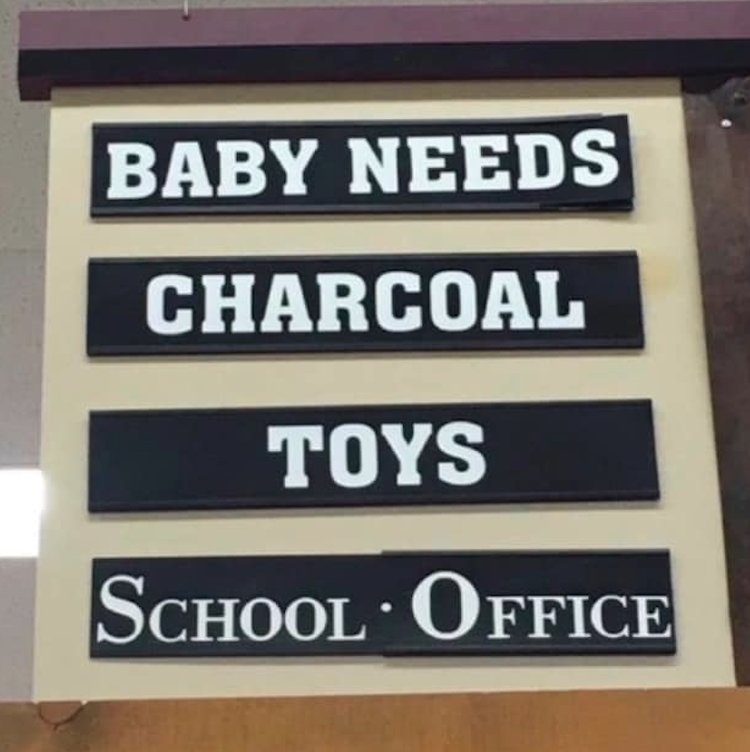 BABY NEEDS
CHARCOAL
TOYS
SCHOOL · OFFICE